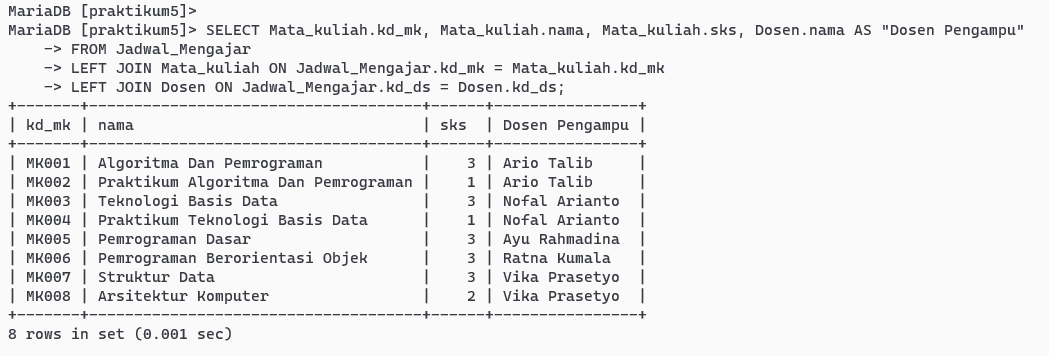 MariaDB [praktikum5]>
MariaDB [praktikum5]> SELECT Mata_kuliah.kd_mk, Mata_kuliah.nama, Mata_kuliah.sks, Dosen.nama AS "Dosen Pengampu"
    -> FROM Jadwal_Mengajar
    -> LEFT JOIN Mata_kuliah ON Jadwal_Mengajar.kd_mk = Mata_kuliah.kd_mk
    -> LEFT JOIN Dosen ON Jadwal_Mengajar.kd_ds = Dosen.kd_ds;
+-------+-------------------------------------+------+----------------+
| kd_mk | nama                                | sks  | Dosen Pengampu |
+-------+-------------------------------------+------+----------------+
| MK001 | Algoritma Dan Pemrograman           |    3 | Ario Talib     |
| MK002 | Praktikum Algoritma Dan Pemrograman |    1 | Ario Talib     |
| MK003 | Teknologi Basis Data                |    3 | Nofal Arianto  |
| MK004 | Praktikum Teknologi Basis Data      |    1 | Nofal Arianto  |
| MK005 | Pemrograman Dasar                   |    3 | Ayu Rahmadina  |
| MK006 | Pemrograman Berorientasi Objek      |    3 | Ratna Kumala   |
| MK007 | Struktur Data                       |    3 | Vika Prasetyo  |
| MK008 | Arsitektur Komputer                 |    2 | Vika Prasetyo  |
+-------+-------------------------------------+------+----------------+
8 rows in set (0.001 sec)